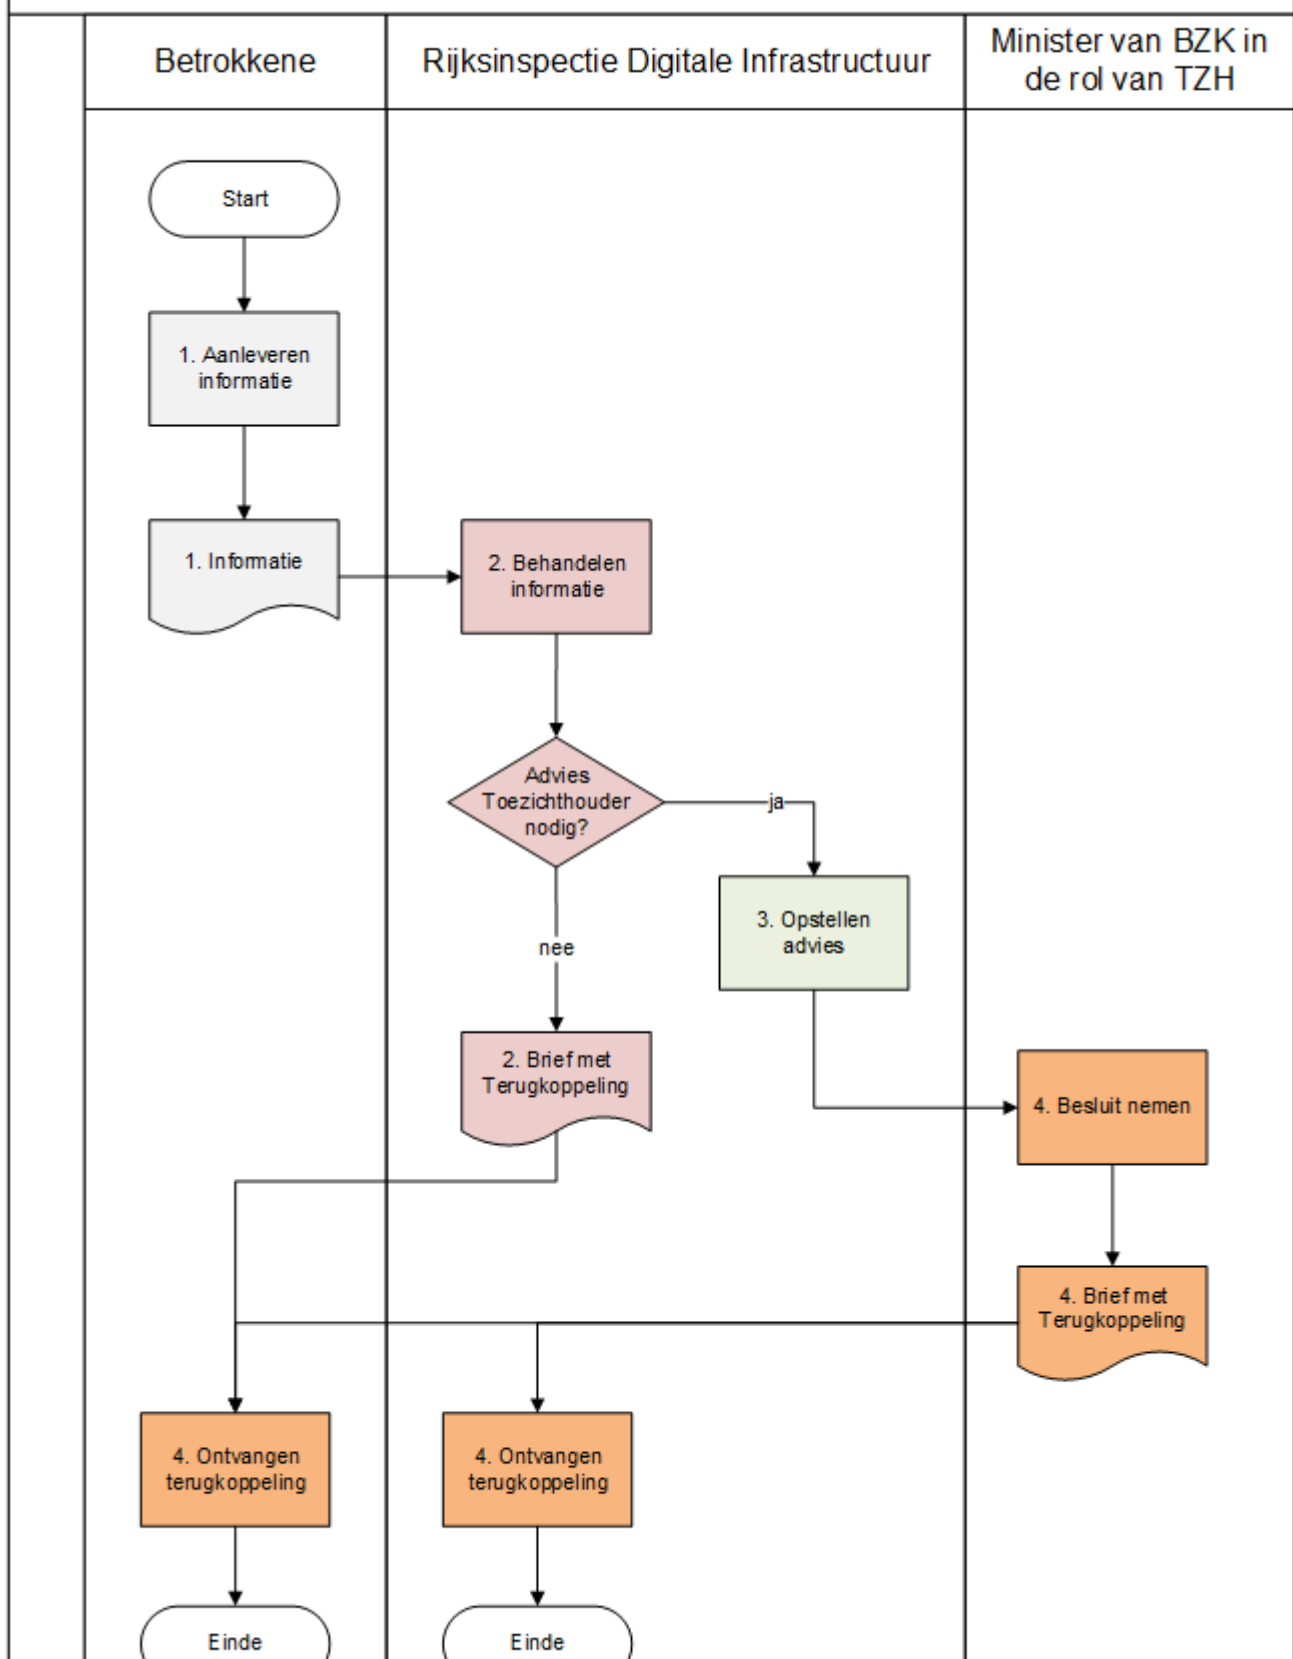 Betrokkene
Rijksinspectie Digitale Infrastructuur
Minister van BZK in
de rol van TZH
Start
1. Aanleveren
informatie
1. Informatie
2. Behandelen
informatie
Advies
Toezichthouder
nodig?
ja
3. Opstellen
advies
nee
2. Brief met
Terugkoppeling
4. Besluit nemen
4. Brief met
Terugkoppeling
4. Ontvangen
terugkoppeling
4. Ontvangen
terugkoppeling
Einde
Einde